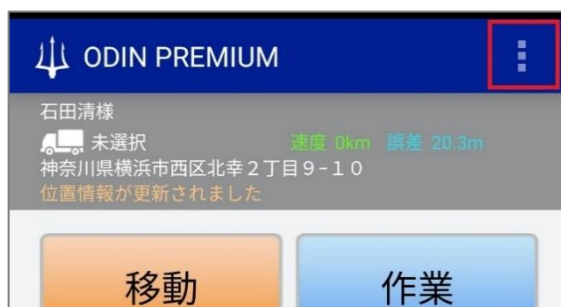 ODIN PREMIUM
石田清様
未選択 速度 0km 誤差 20.3m
神奈川県横浜市西区北幸２丁目９−１０
位置情報が更新されました
移動 作業